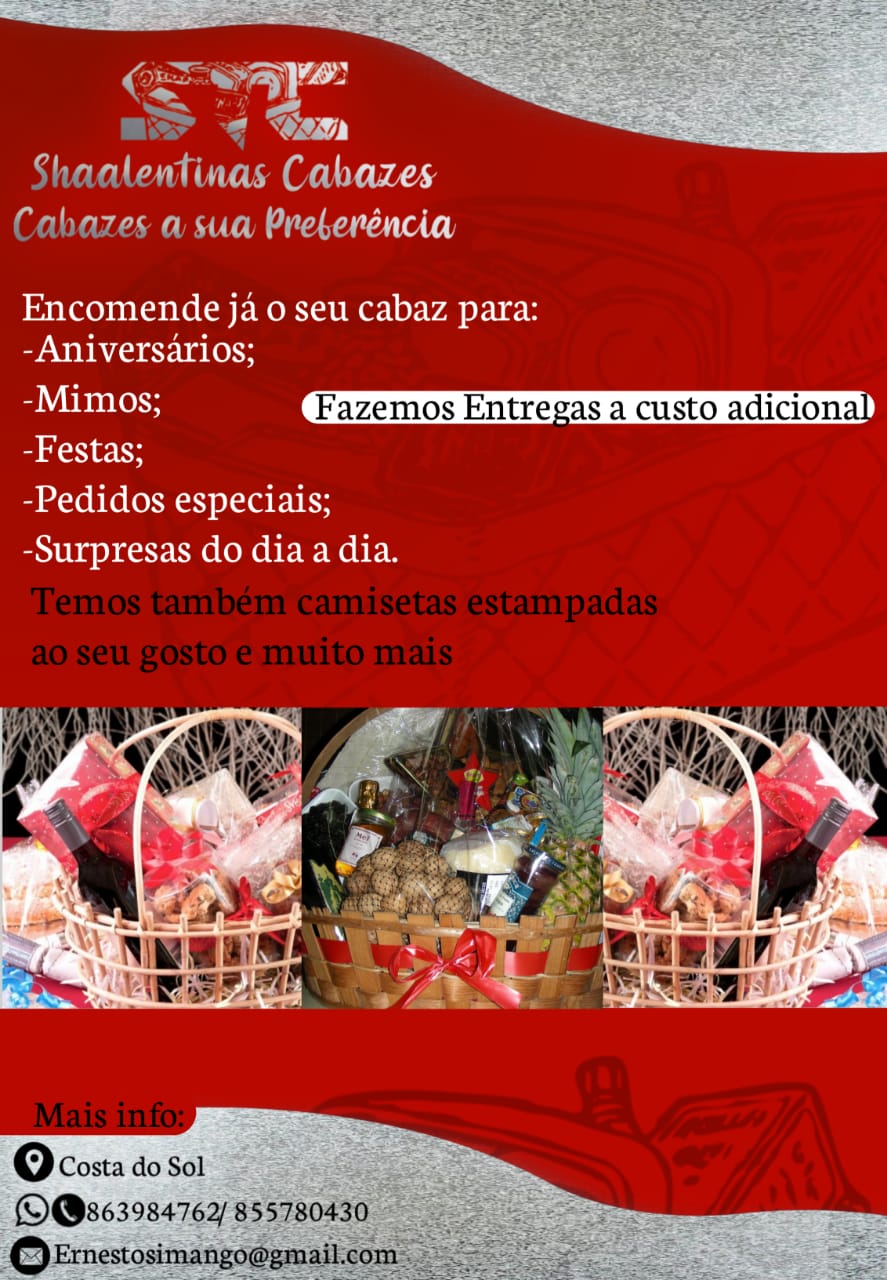 SVC
Shaalentinas Cabazes
Cabazes a sua Preferência
Encomende já o seu cabaz para:
-Aniversários;
-Mimos;
Fazemos Entregas a custo adicional
-Festas;
-Pedidos especiais;
-Surpresas do dia a dia.
Temos também camisetas estampadas
ao seu gosto e muito mais
Mais info:
Costa do Sol
863984762/ 855780430
Ernestosimango@gmail.com